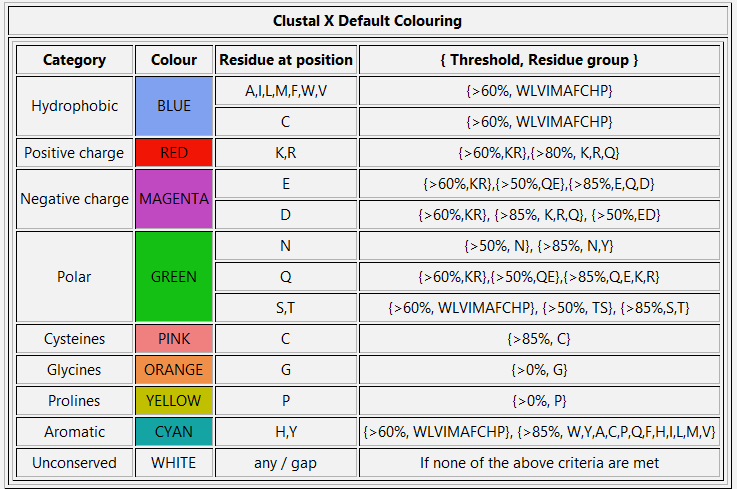 Clustal X Default Colouring
Category Colour Residue at position { Threshold, Residue group }
Hydrophobic BLUE A,I,L,M,F,W,V {>60%, WLVIMAFCHP}
C {>60%, WLVIMAFCHP}
Positive charge RED K,R {>60%,KR},{>80%, K,R,Q}
Negative charge MAGENTA E {>60%,KR},{>50%,QE},{>85%,E,Q,D}
D {>60%,KR}, {>85%, K,R,Q}, {>50%,ED}
Polar GREEN N {>50%, N}, {>85%, N,Y}
Q {>60%,KR},{>50%,QE},{>85%,Q,E,K,R}
S,T {>60%, WLVIMAFCHP}, {>50%, TS}, {>85%,S,T}
Cysteines PINK C {>85%, C}
Glycines ORANGE G {>0%, G}
Prolines YELLOW P {>0%, P}
Aromatic CYAN H,Y {>60%, WLVIMAFCHP}, {>85%, W,Y,A,C,P,Q,F,H,I,L,M,V}
Unconserved WHITE any / gap If none of the above criteria are met